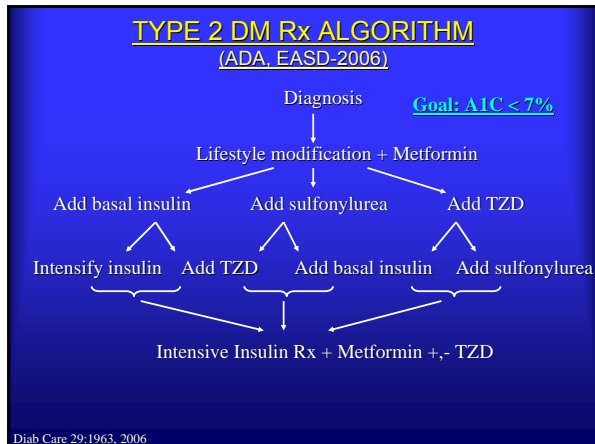 TYPE 2 DM Rx ALGORITHM
(ADA, EASD-2006)
Diagnosis
Goal: A1C < 7%
Lifestyle modification + Metformin
Add basal insulin Add sulfonylurea Add TZD
Intensify insulin Add TZD Add basal insulin Add sulfonylurea
Intensive Insulin Rx + Metformin +,- TZD
Diab Care 29:1963, 2006